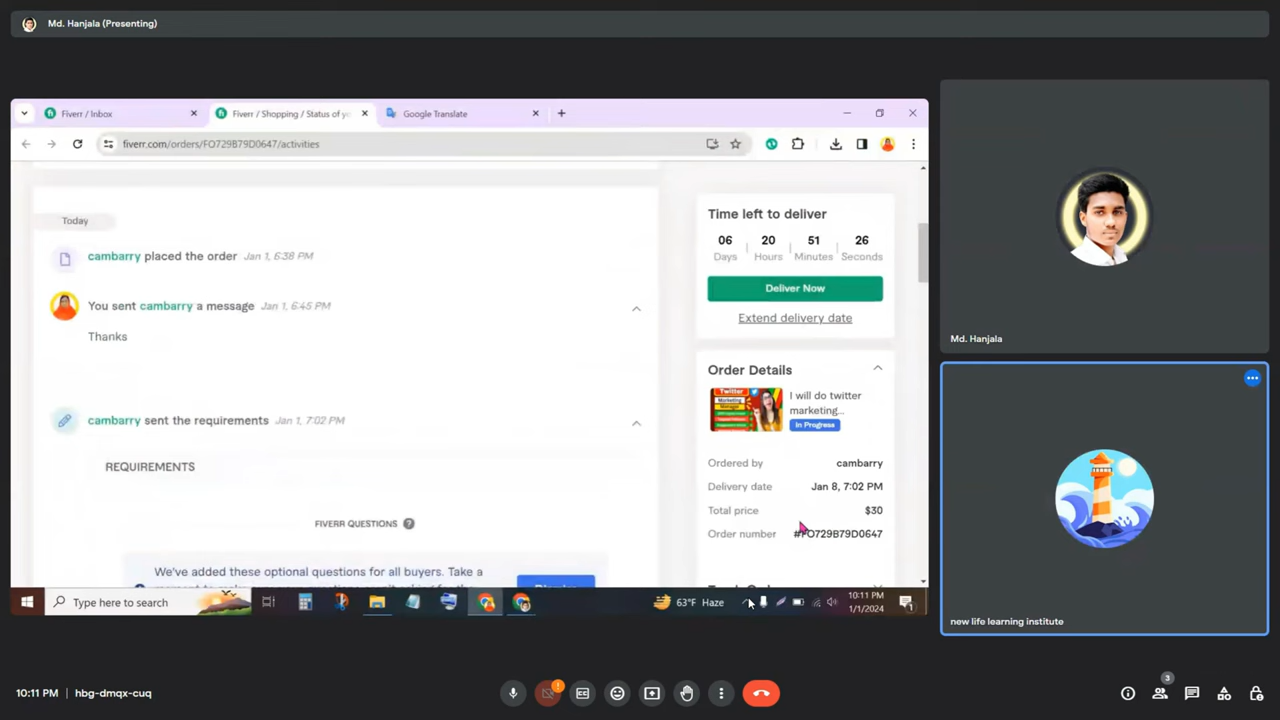 Md. Hanjala (Presenting)
Fiverr / Inbox
Fiverr / Shopping / Status of yo
Google Translate
fiverr.com/orders/FO729B79D0647/activities
Today
cambarry placed the order Jan 1, 6:38 PM
You sent cambarry a message Jan 1, 6:45 PM
Thanks
cambarry sent the requirements Jan 1, 7:02 PM
REQUIREMENTS
FIVERR QUESTIONS ?
We've added these optional questions for all buyers. Take a
Time left to deliver
06 20 51 26
Days Hours Minutes Seconds
Deliver Now
Extend delivery date
Order Details
Twitter
I will do twitter
marketing...
In Progress
Ordered by cambarry
Delivery date Jan 8, 7:02 PM
Total price $30
Order number #FO729B79D0647
Type here to search
63°F Haze
10:11 PM
1/1/2024
1
Md. Hanjala
new life learning institute
10:11 PM | hbg-dmqx-cuq
3